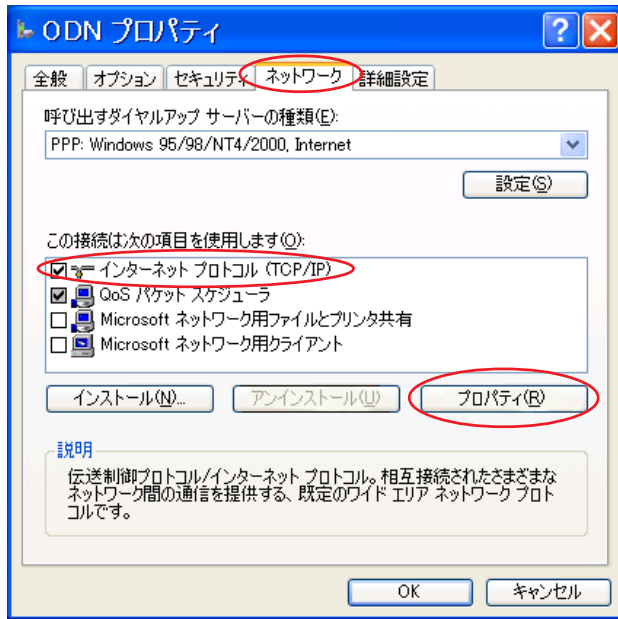 ODN プロパティ
全般 オプション セキュリティ ネットワーク 詳細設定
呼び出すダイヤルアップ サーバーの種類(E):
PPP: Windows 95/98/NT4/2000, Internet
設定(S)
この接続は次の項目を使用します(O):
インターネット プロトコル (TCP/IP)
QoS パケット スケジューラ
Microsoft ネットワーク用ファイルとプリンタ共有
Microsoft ネットワーク用クライアント
インストール(N)... アンインストール(U) プロパティ(R)
説明
伝送制御プロトコル/インターネット プロトコル。相互接続されたさまざまな
ネットワーク間の通信を提供する、既定のワイド エリア ネットワーク プロト
コルです。
OK キャンセル